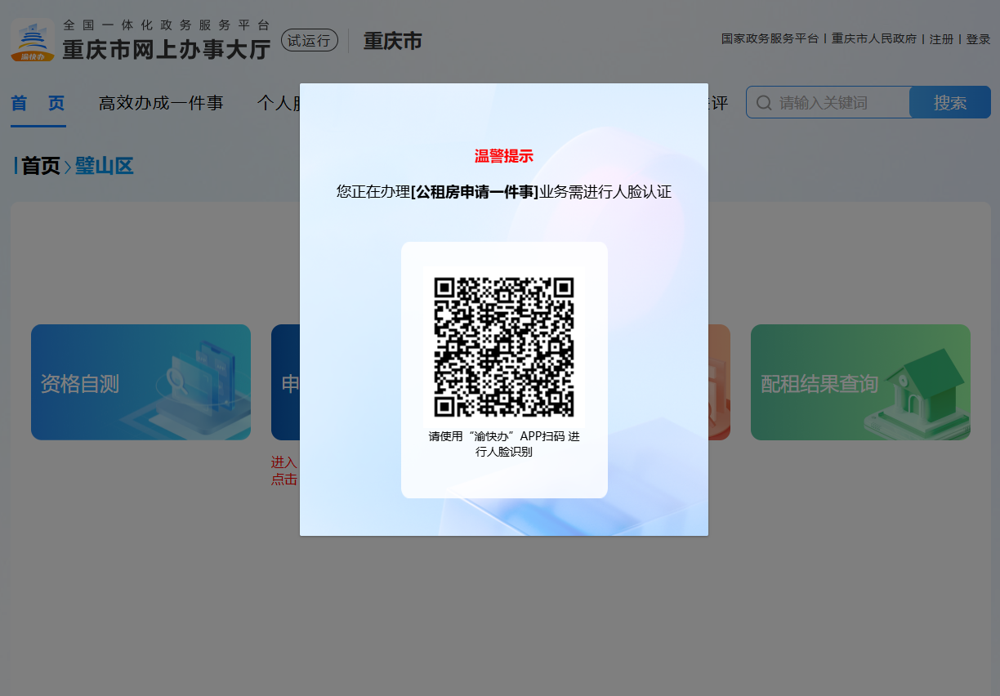 全国一体化政务服务平台
重庆市网上办事大厅
试运行
重庆市
国家政务服务平台 | 重庆市人民政府 | 注册 | 登录
渝快办
首 页
高效办成一件事
个人
评
请输入关键词
搜索
首页
璧山区
温警提示
您正在办理[公租房申请一件事]业务需进行人脸认证
请使用“渝快办”APP扫码 进
行人脸识别
资格自测
申
配租结果查询
进入
点击